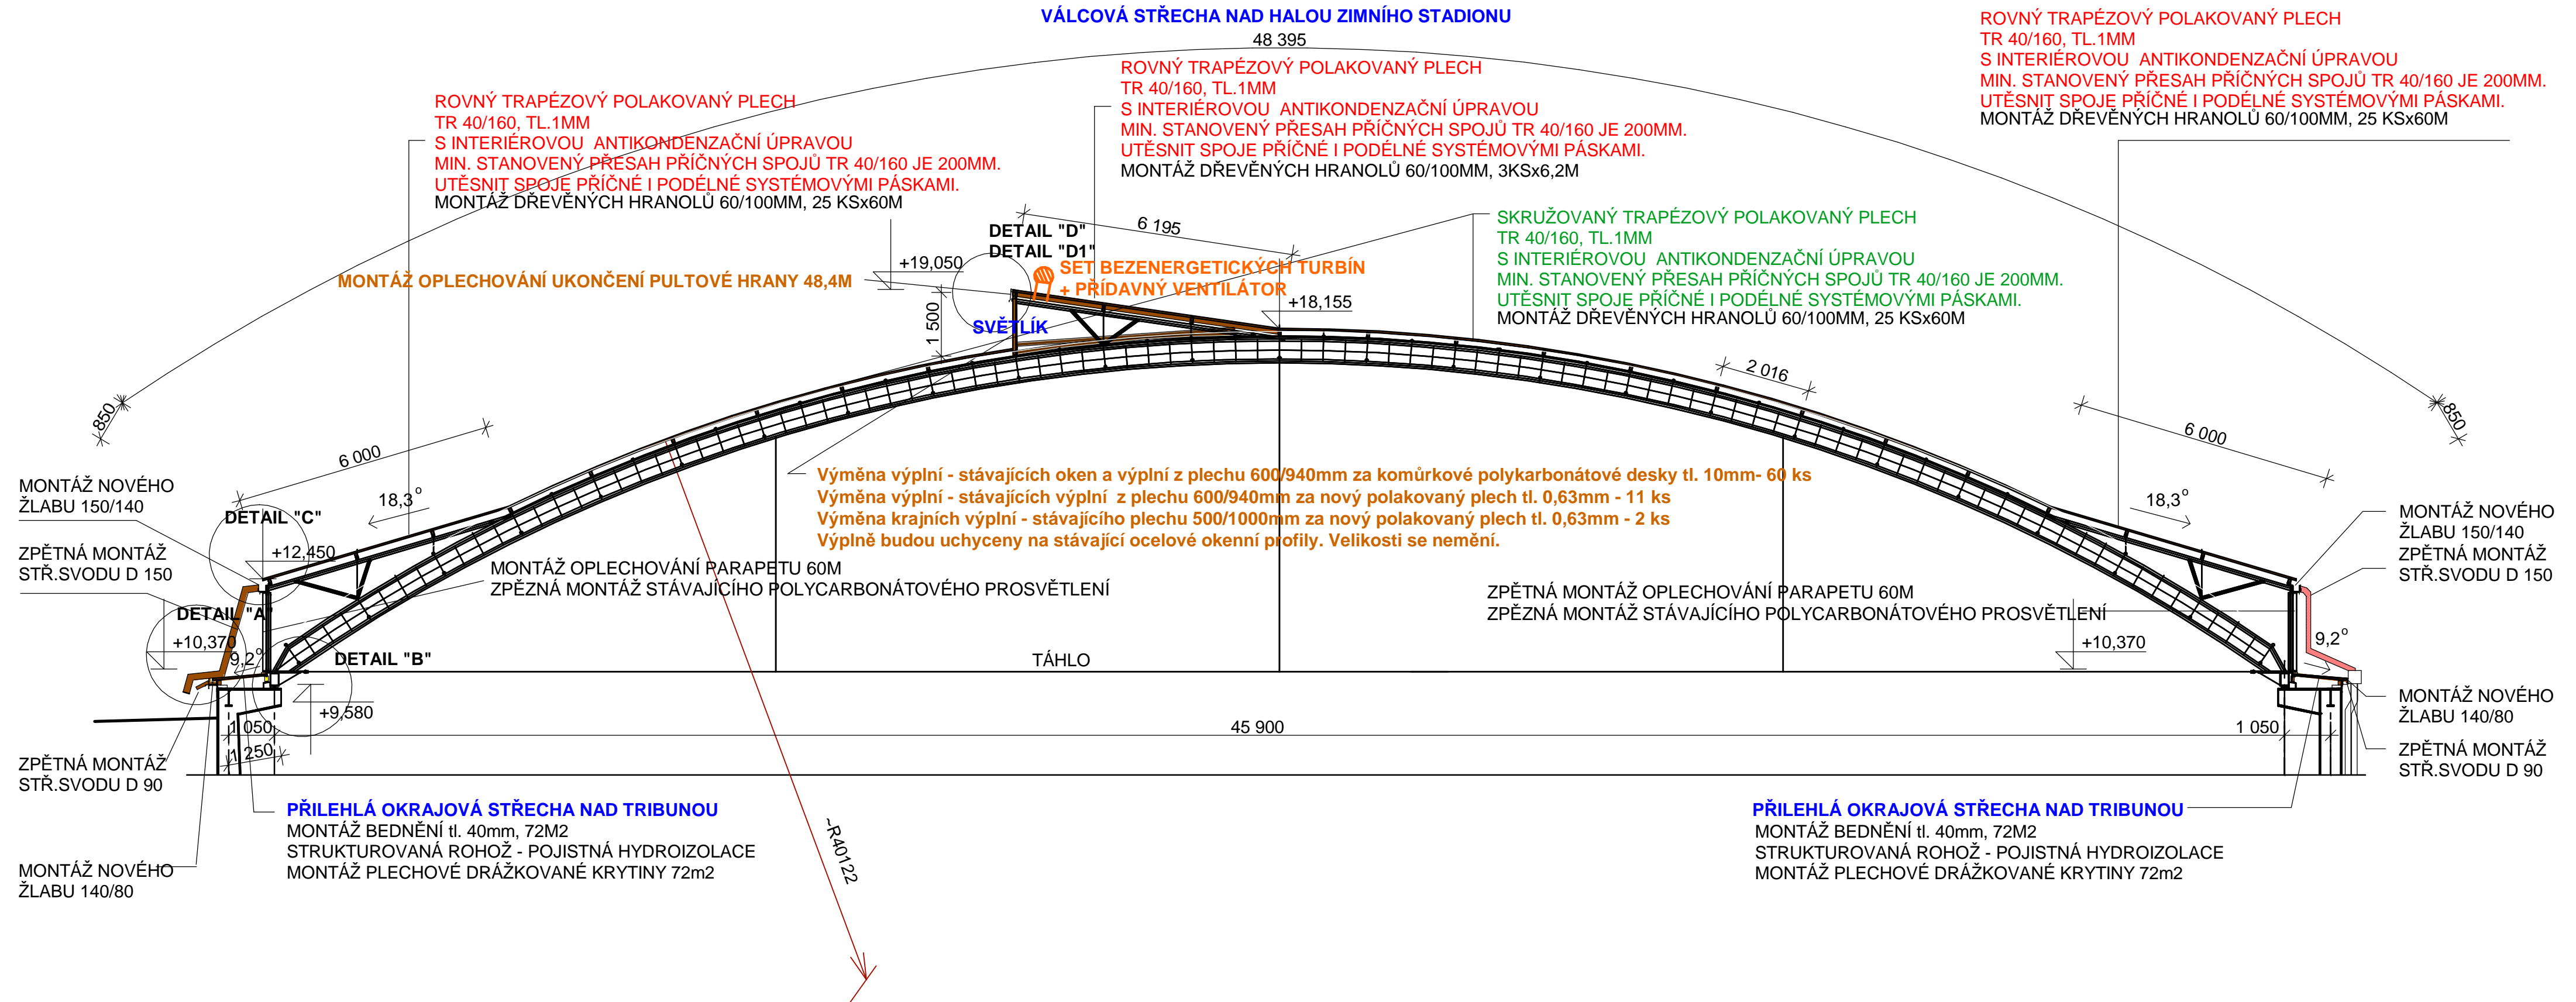 VÁLCOVÁ STŘECHA NAD HALOU ZIMNÍHO STADIONU
48 395
ROVNÝ TRAPÉZOVÝ POLAKOVANÝ PLECH
TR 40/160, TL.1MM
S INTERIÉROVOU ANTIKONDENZAČNÍ ÚPRAVOU
MIN. STANOVENÝ PŘESAH PŘÍČNÝCH SPOJŮ TR 40/160 JE 200MM.
UTĚSNIT SPOJE PŘÍČNÉ I PODÉLNÉ SYSTÉMOVÝMI PÁSKAMI.
MONTÁŽ DŘEVĚNÝCH HRANOLŮ 60/100MM, 25 KSx60M
ROVNÝ TRAPÉZOVÝ POLAKOVANÝ PLECH
TR 40/160, TL.1MM
S INTERIÉROVOU ANTIKONDENZAČNÍ ÚPRAVOU
MIN. STANOVENÝ PŘESAH PŘÍČNÝCH SPOJŮ TR 40/160 JE 200MM.
UTĚSNIT SPOJE PŘÍČNÉ I PODÉLNÉ SYSTÉMOVÝMI PÁSKAMI.
MONTÁŽ DŘEVĚNÝCH HRANOLŮ 60/100MM, 3KSx6,2M
ROVNÝ TRAPÉZOVÝ POLAKOVANÝ PLECH
TR 40/160, TL.1MM
S INTERIÉROVOU ANTIKONDENZAČNÍ ÚPRAVOU
MIN. STANOVENÝ PŘESAH PŘÍČNÝCH SPOJŮ TR 40/160 JE 200MM.
UTĚSNIT SPOJE PŘÍČNÉ I PODÉLNÉ SYSTÉMOVÝMI PÁSKAMI.
MONTÁŽ DŘEVĚNÝCH HRANOLŮ 60/100MM, 25 KSx60M
SKRUŽOVANÝ TRAPÉZOVÝ POLAKOVANÝ PLECH
TR 40/160, TL.1MM
S INTERIÉROVOU ANTIKONDENZAČNÍ ÚPRAVOU
MIN. STANOVENÝ PŘESAH PŘÍČNÝCH SPOJŮ TR 40/160 JE 200MM.
UTĚSNIT SPOJE PŘÍČNÉ I PODÉLNÉ SYSTÉMOVÝMI PÁSKAMI.
MONTÁŽ DŘEVĚNÝCH HRANOLŮ 60/100MM, 25 KSx60M
6 195
DETAIL "D"
DETAIL "D1"
+19,050
SET BEZENERGETICKÝCH TURBÍN
+ PŘÍDAVNÝ VENTILÁTOR
MONTÁŽ OPLECHOVÁNÍ UKONČENÍ PULTOVÉ HRANY 48,4M
+18,155
1 500
SVĚTLÍK
2 016
850
850
6 000
6 000
18,3°
18,3°
Výměna výplní - stávajících oken a výplní z plechu 600/940mm za komůrkové polykarbonátové desky tl. 10mm- 60 ks
Výměna výplní - stávajících výplní z plechu 600/940mm za nový polakovaný plech tl. 0,63mm - 11 ks
Výměna krajních výplní - stávajícího plechu 500/1000mm za nový polakovaný plech tl. 0,63mm - 2 ks
Výplně budou uchyceny na stávající ocelové okenní profily. Velikosti se nemění.
MONTÁŽ NOVÉHO
ŽLABU 150/140
DETAIL "C"
ZPĚTNÁ MONTÁŽ
STŘ.SVODU D 150
+12,450
MONTÁŽ OPLECHOVÁNÍ PARAPETU 60M
ZPĚZNÁ MONTÁŽ STÁVAJÍCÍHO POLYCARBONÁTOVÉHO PROSVĚTLENÍ
ZPĚTNÁ MONTÁŽ OPLECHOVÁNÍ PARAPETU 60M
ZPĚZNÁ MONTÁŽ STÁVAJÍCÍHO POLYCARBONÁTOVÉHO PROSVĚTLENÍ
MONTÁŽ NOVÉHO
ŽLABU 150/140
ZPĚTNÁ MONTÁŽ
STŘ.SVODU D 150
DETAIL "A"
+10,370
9,2°
DETAIL "B"
TÁHLO
+10,370
9,2°
+9,580
1 050
1 250
45 900
1 050
MONTÁŽ NOVÉHO
ŽLABU 140/80
ZPĚTNÁ MONTÁŽ
STŘ.SVODU D 90
ZPĚTNÁ MONTÁŽ
STŘ.SVODU D 90
PŘILEHLÁ OKRAJOVÁ STŘECHA NAD TRIBUNOU
MONTÁŽ BEDNĚNÍ tl. 40mm, 72M2
STRUKTUROVANÁ ROHOŽ - POJISTNÁ HYDROIZOLACE
MONTÁŽ PLECHOVÉ DRÁŽKOVANÉ KRYTINY 72m2
~R40122
PŘILEHLÁ OKRAJOVÁ STŘECHA NAD TRIBUNOU
MONTÁŽ BEDNĚNÍ tl. 40mm, 72M2
STRUKTUROVANÁ ROHOŽ - POJISTNÁ HYDROIZOLACE
MONTÁŽ PLECHOVÉ DRÁŽKOVANÉ KRYTINY 72m2
MONTÁŽ NOVÉHO
ŽLABU 140/80